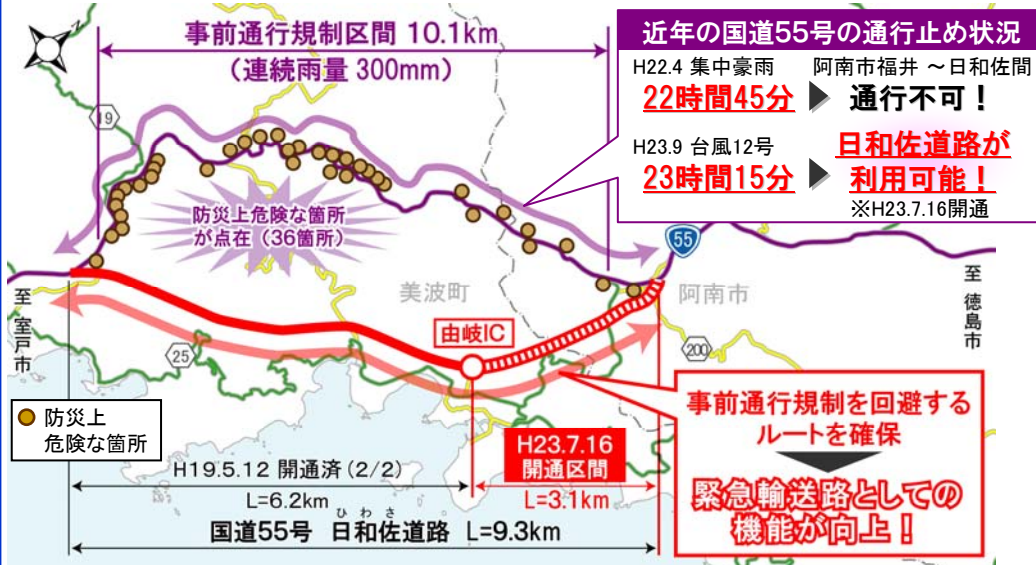 事前通行規制区間 10.1km
（連続雨量 300mm）
近年の国道55号の通行止め状況
H22.4 集中豪雨
阿南市福井 ～日和佐間
22時間45分
通行不可！
H23.9 台風12号
23時間15分
日和佐道路が
利用可能！
※H23.7.16開通
19
防災上危険な箇所
が点在（36箇所）
55
至 室戸市
美波町
阿南市
至 徳島市
由岐IC
25
200
防災上
危険な箇所
事前通行規制を回避する
ルートを確保
緊急輸送路としての
機能が向上！
H23.7.16
開通区間
H19.5.12 開通済（2/2）
L=6.2km
L=3.1km
ひわさ
国道55号 日和佐道路 L=9.3km